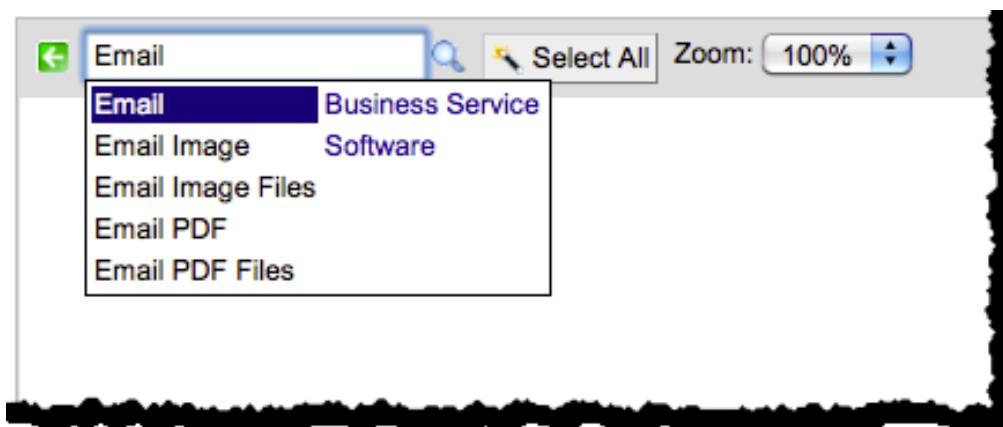 Email Select All Zoom: 100%
Email Business Service
Email Image Software
Email Image Files
Email PDF
Email PDF Files